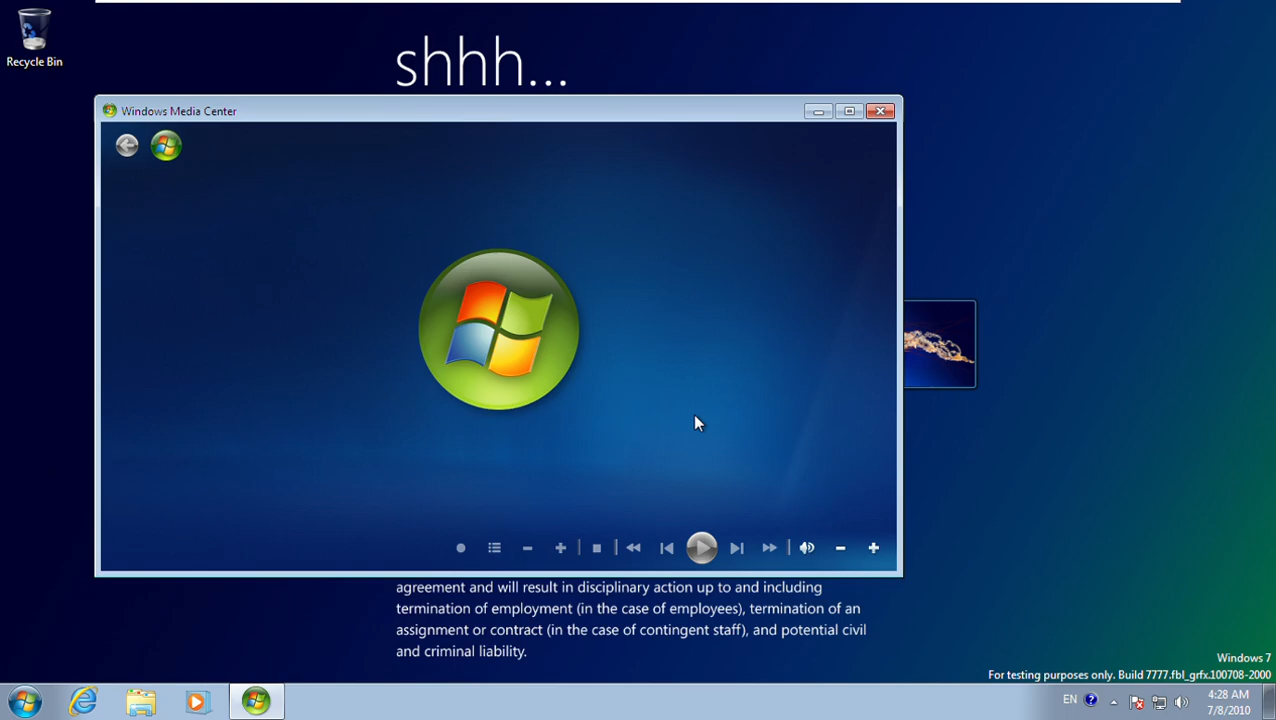 Recycle Bin
shhh...
Windows Media Center
agreement and will result in disciplinary action up to and including
termination of employment (in the case of employees), termination of an
assignment or contract (in the case of contingent staff), and potential civil
and criminal liability.
Windows 7
For testing purposes only. Build 7777.fbl_grfx.100708-2000
EN
4:28 AM
7/8/2010